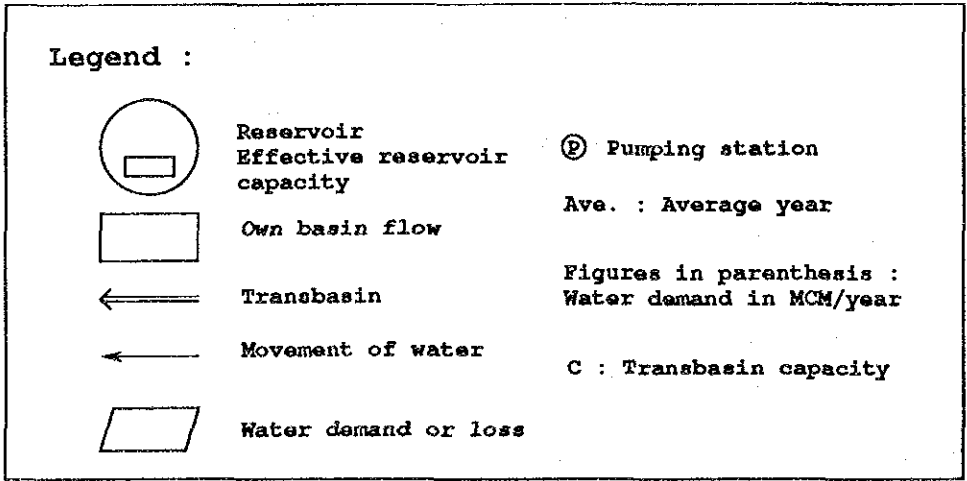 Legend :
Reservoir
Effective reservoir
capacity
Own basin flow
Transbasin
Movement of water
Water demand or loss
Ⓟ Pumping station
Ave. : Average year
Figures in parenthesis :
Water demand in MCM/year
C : Transbasin capacity